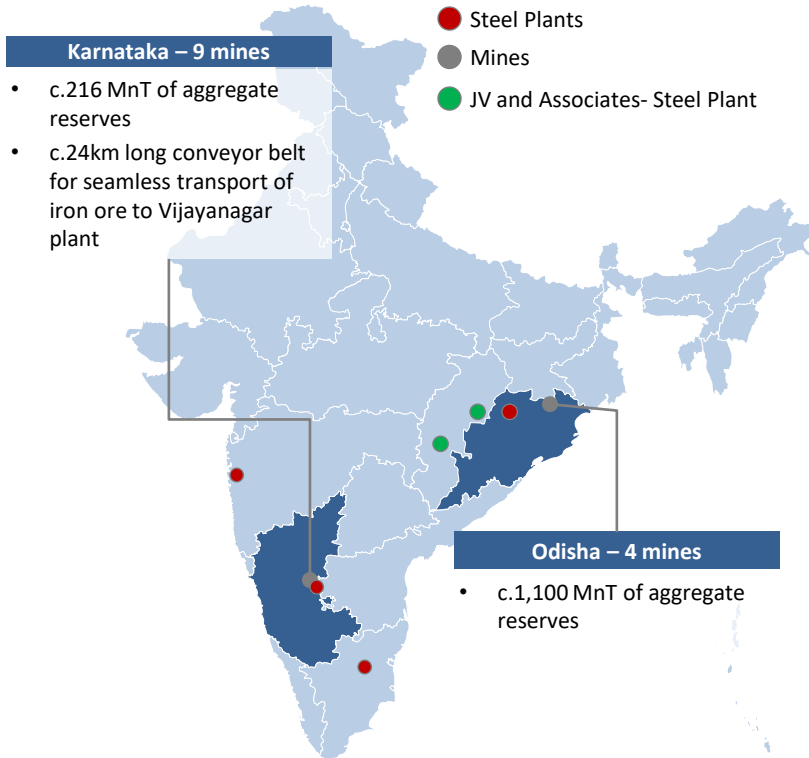 Steel Plants
Mines
JV and Associates- Steel Plant
Karnataka – 9 mines
• c.216 MnT of aggregate
reserves
• c.24km long conveyor belt
for seamless transport of
iron ore to Vijayanagar
plant
Odisha – 4 mines
• c.1,100 MnT of aggregate
reserves